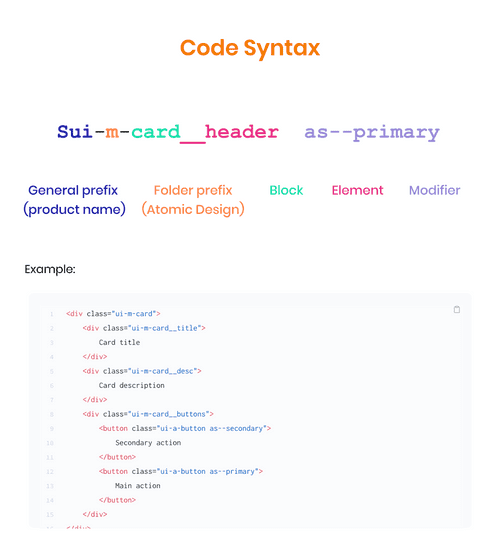 Code Syntax
Sui-m-card__header as--primary
General prefix
(product name)
Folder prefix
(Atomic Design)
Block
Element
Modifier
Example:
1 <div class="ui-m-card">
2 <div class="ui-m-card__title">
3 Card title
4 </div>
5 <div class="ui-m-card__desc">
6 Card description
7 </div>
8 <div class="ui-m-card__buttons">
9 <button class="ui-a-button as--secondary">
10 Secondary action
11 </button>
12 <button class="ui-a-button as--primary">
13 Main action
14 </button>
15 </div>
16 </div>